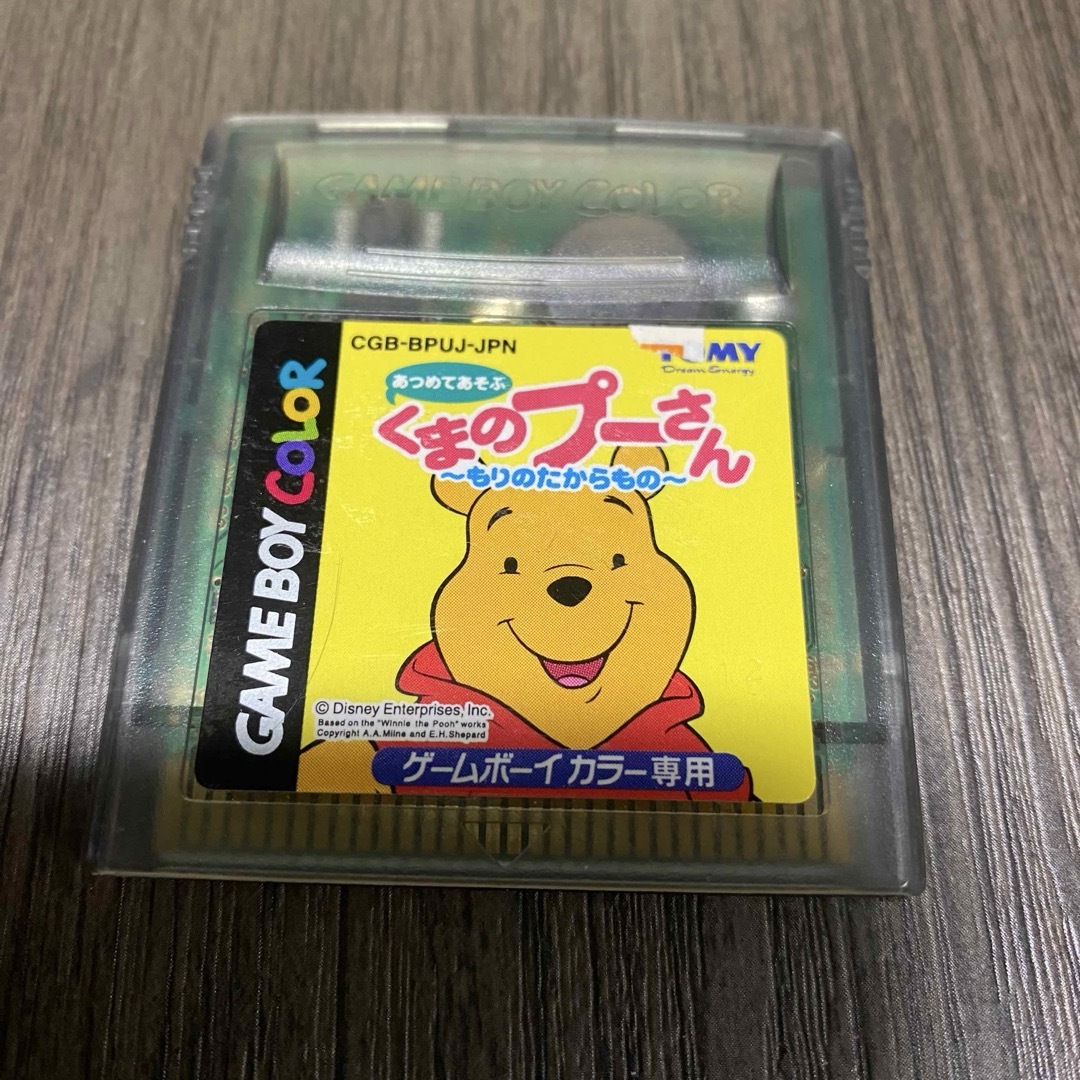 GAME BOY COLOR
CGB-BPUJ-JPN
TOMY
Dream Energy
あつめてあそぶ
くまのプーさん
～もりのたからもの～
GAME BOY COLOR
© Disney Enterprises, Inc.
Based on the "Winnie the Pooh" works
Copyright A.A.Milne and E.H.Shepard
ゲームボーイカラー専用